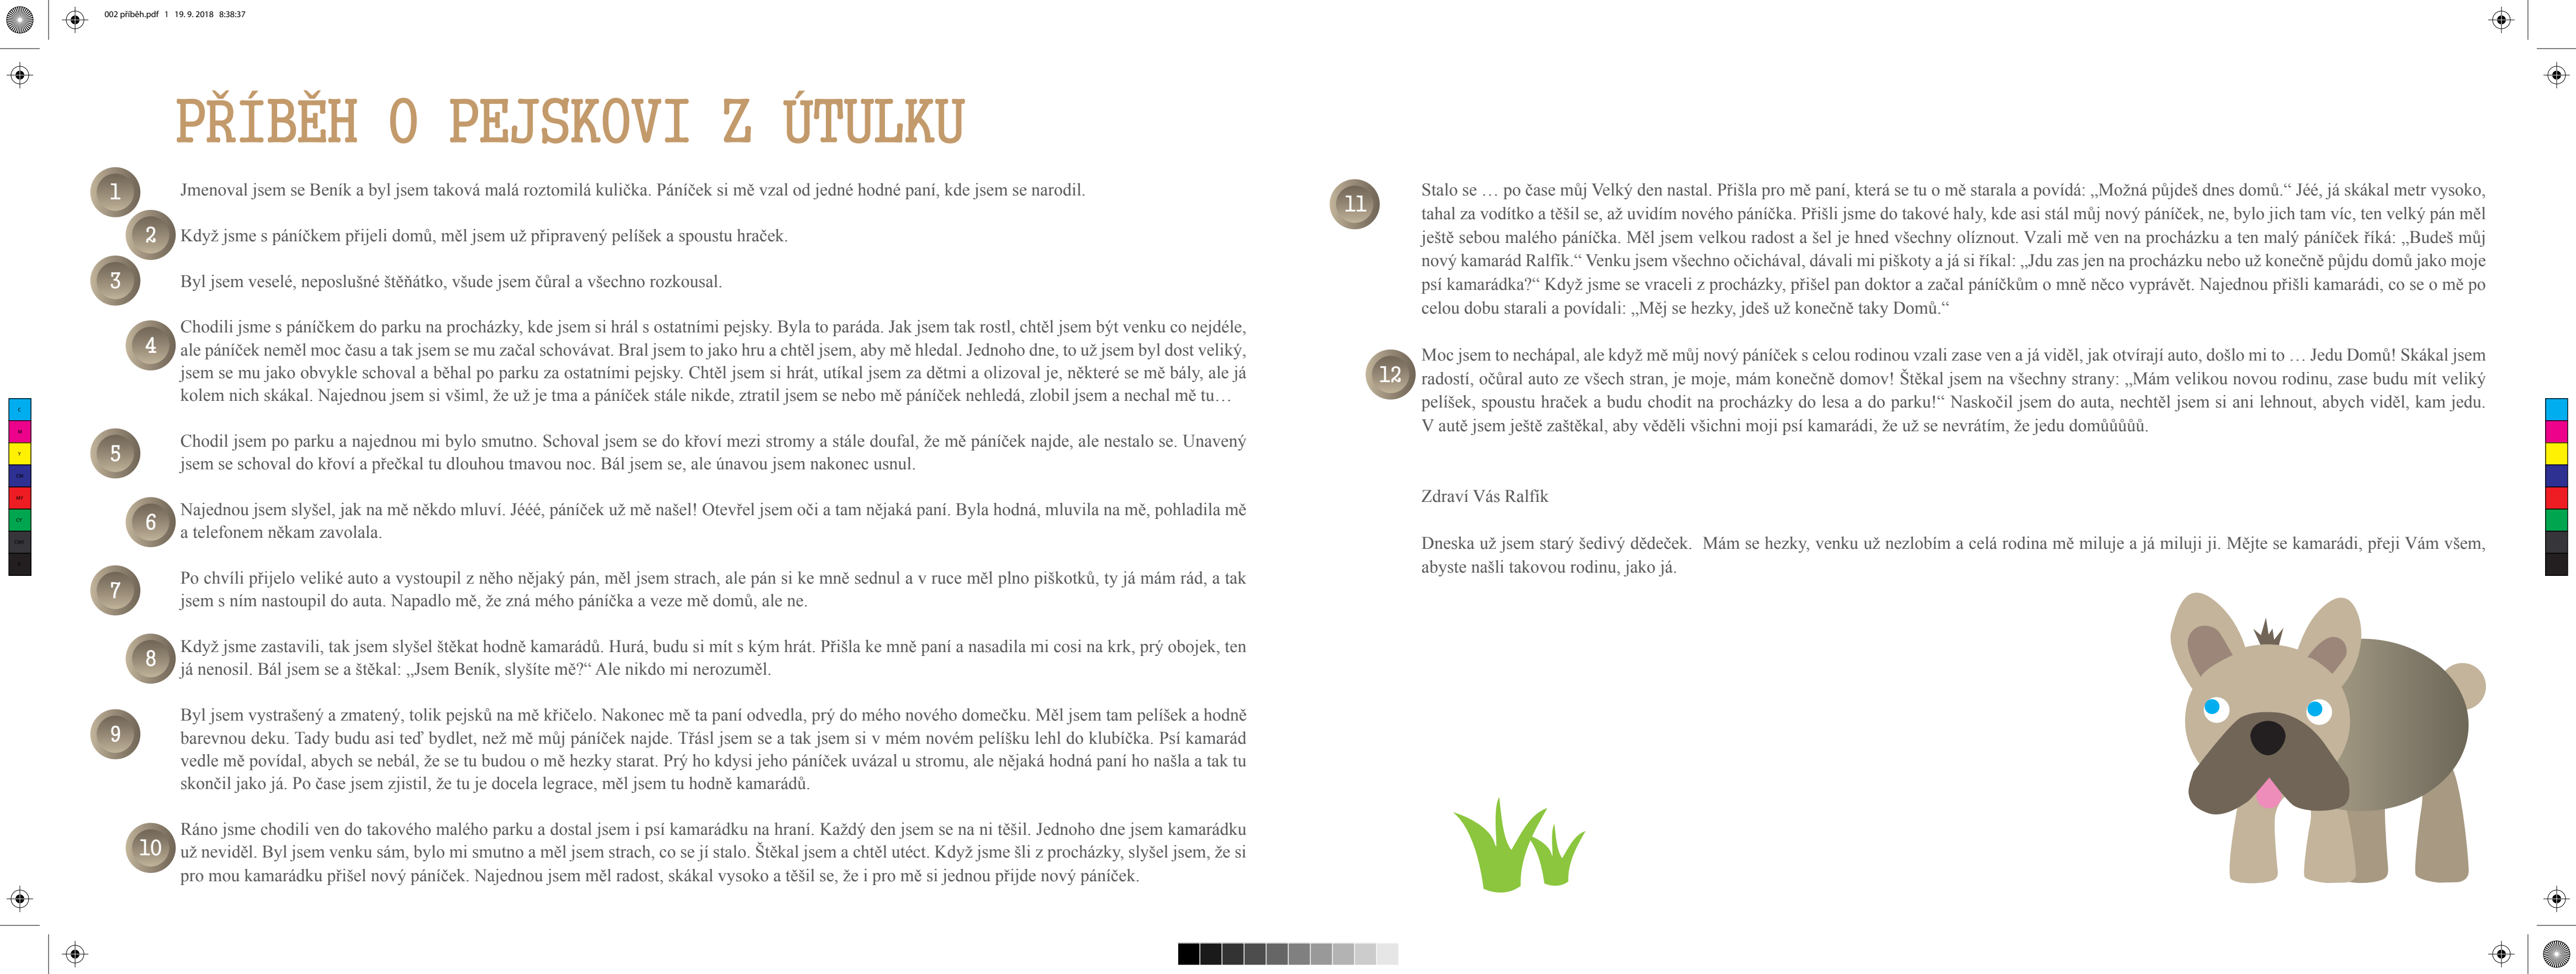 002 příběh.pdf 1 19. 9. 2018 8:38:37
PŘÍBĚH O PEJSKOVI Z ÚTULKU
1
Jmenoval jsem se Beník a byl jsem taková malá roztomilá kulička. Páníček si mě vzal od jedné hodné paní, kde jsem se narodil.
2
Když jsme s páníčkem přijeli domů, měl jsem už připravený pelíšek a spoustu hraček.
3
Byl jsem veselé, neposlušné štěňátko, všude jsem čůral a všechno rozkousal.
4
Chodili jsme s páníčkem do parku na procházky, kde jsem si hrál s ostatními pejsky. Byla to paráda. Jak jsem tak rostl, chtěl jsem být venku co nejdéle,
ale páníček neměl moc času a tak jsem se mu začal schovávat. Bral jsem to jako hru a chtěl jsem, aby mě hledal. Jednoho dne, to už jsem byl dost veliký,
jsem se mu jako obvykle schoval a běhal po parku za ostatními pejsky. Chtěl jsem si hrát, utíkal jsem za dětmi a olizoval je, některé se mě bály, ale já
kolem nich skákal. Najednou jsem si všiml, že už je tma a páníček stále nikde, ztratil jsem se nebo mě páníček nehledá, zlobil jsem a nechal mě tu…
5
Chodil jsem po parku a najednou mi bylo smutno. Schoval jsem se do křoví mezi stromy a stále doufal, že mě páníček najde, ale nestalo se. Unavený
jsem se schoval do křoví a přečkal tu dlouhou tmavou noc. Bál jsem se, ale únavou jsem nakonec usnul.
6
Najednou jsem slyšel, jak na mě někdo mluví. Jééé, páníček už mě našel! Otevřel jsem oči a tam nějaká paní. Byla hodná, mluvila na mě, pohladila mě
a telefonem někam zavolala.
7
Po chvíli přijelo veliké auto a vystoupil z něho nějaký pán, měl jsem strach, ale pán si ke mně sednul a v ruce měl plno piškotků, ty já mám rád, a tak
jsem s ním nastoupil do auta. Napadlo mě, že zná mého páníčka a veze mě domů, ale ne.
8
Když jsme zastavili, tak jsem slyšel štěkat hodně kamarádů. Hurá, budu si mít s kým hrát. Přišla ke mně paní a nasadila mi cosi na krk, prý obojek, ten
já nenosil. Bál jsem se a štěkal: „Jsem Beník, slyšíte mě?“ Ale nikdo mi nerozuměl.
9
Byl jsem vystrašený a zmatený, tolik pejsků na mě křičelo. Nakonec mě ta paní odvedla, prý do mého nového domečku. Měl jsem tam pelíšek a hodně
barevnou deku. Tady budu asi teď bydlet, než mě můj páníček najde. Třásl jsem se a tak jsem si v mém novém pelíšku lehl do klubíčka. Psí kamarád
vedle mě povídal, abych se nebál, že se tu budou o mě hezky starat. Prý ho kdysi jeho páníček uvázal u stromu, ale nějaká hodná paní ho našla a tak tu
skončil jako já. Po čase jsem zjistil, že tu je docela legrace, měl jsem tu hodně kamarádů.
10
Ráno jsme chodili ven do takového malého parku a dostal jsem i psí kamarádku na hraní. Každý den jsem se na ni těšil. Jednoho dne jsem kamarádku
už neviděl. Byl jsem venku sám, bylo mi smutno a měl jsem strach, co se jí stalo. Štěkal jsem a chtěl utéct. Když jsme šli z procházky, slyšel jsem, že si
pro mou kamarádku přišel nový páníček. Najednou jsem měl radost, skákal vysoko a těšil se, že i pro mě si jednou přijde nový páníček.
11
Stalo se … po čase můj Velký den nastal. Přišla pro mě paní, která se tu o mě starala a povídá: „Možná půjdeš dnes domů.“ Jéé, já skákal metr vysoko,
tahal za vodítko a těšil se, až uvidím nového páníčka. Přišli jsme do takové haly, kde asi stál můj nový páníček, ne, bylo jich tam víc, ten velký pán měl
ještě sebou malého páníčka. Měl jsem velkou radost a šel je hned všechny olíznout. Vzali mě ven na procházku a ten malý páníček říká: „Budeš můj
nový kamarád Ralfík.“ Venku jsem všechno očichával, dávali mi piškoty a já si říkal: „Jdu zas jen na procházku nebo už konečně půjdu domů jako moje
psí kamarádka?“ Když jsme se vraceli z procházky, přišel pan doktor a začal páníčkům o mně něco vyprávět. Najednou přišli kamarádi, co se o mě po
celou dobu starali a povídali: „Měj se hezky, jdeš už konečně taky Domů.“
12
Moc jsem to nechápal, ale když mě můj nový páníček s celou rodinou vzali zase ven a já viděl, jak otvírají auto, došlo mi to … Jedu Domů! Skákal jsem
radostí, očůral auto ze všech stran, je moje, mám konečně domov! Štěkal jsem na všechny strany: „Mám velikou novou rodinu, zase budu mít veliký
pelíšek, spoustu hraček a budu chodit na procházky do lesa a do parku!“ Naskočil jsem do auta, nechtěl jsem si ani lehnout, abych viděl, kam jedu.
V autě jsem ještě zaštěkal, aby věděli všichni moji psí kamarádi, že už se nevrátím, že jedu domůůůůů.
Zdraví Vás Ralfík
Dneska už jsem starý šedivý dědeček. Mám se hezky, venku už nezlobím a celá rodina mě miluje a já miluji ji. Mějte se kamarádi, přeji Vám všem,
abyste našli takovou rodinu, jako já.
C
M
Y
CM
MY
CY
CMY